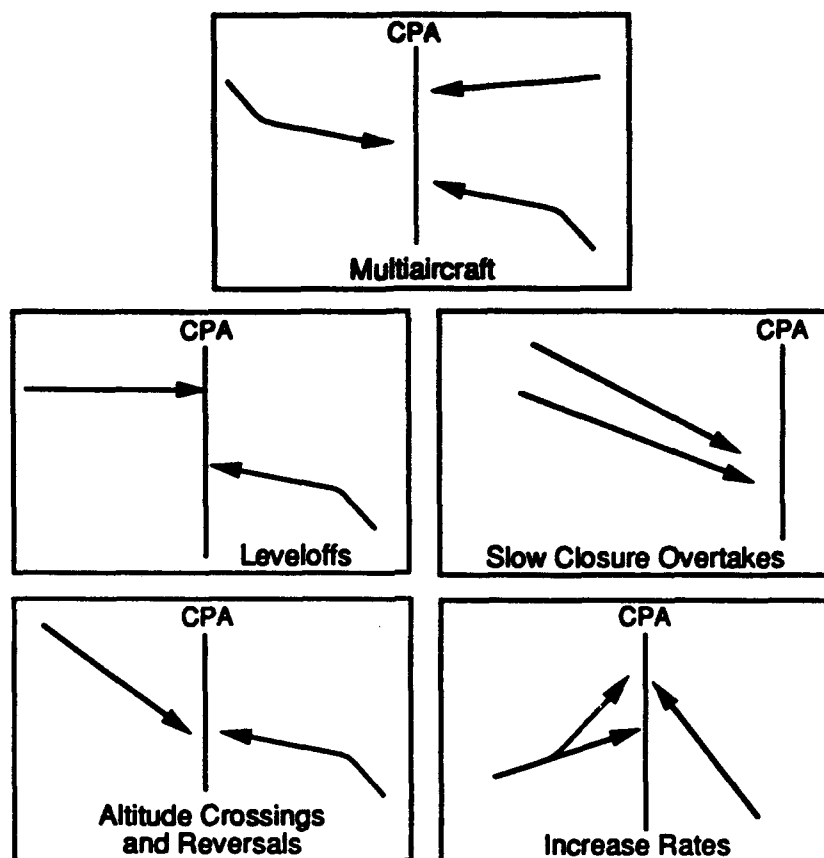 CPA
Multiaircraft
CPA
Leveloffs
CPA
Slow Closure Overtakes
CPA
Altitude Crossings
and Reversals
CPA
Increase Rates